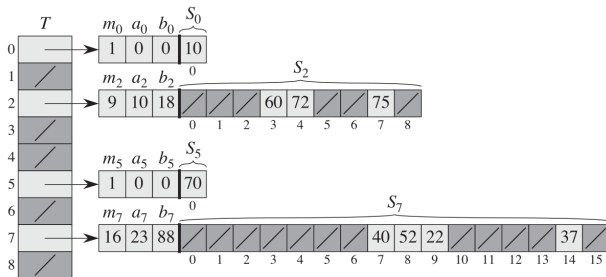 T m₀ a₀ b₀ S₀
0 1 0 0 10
0
1
m₂ a₂ b₂ S₂
2 9 10 18 60 72 75
0 1 2 3 4 5 6 7 8
3
4
m₅ a₅ b₅ S₅
5 1 0 0 70
0
6
m₇ a₇ b₇ S₇
7 16 23 88 40 52 22 37
0 1 2 3 4 5 6 7 8 9 10 11 12 13 14 15
8